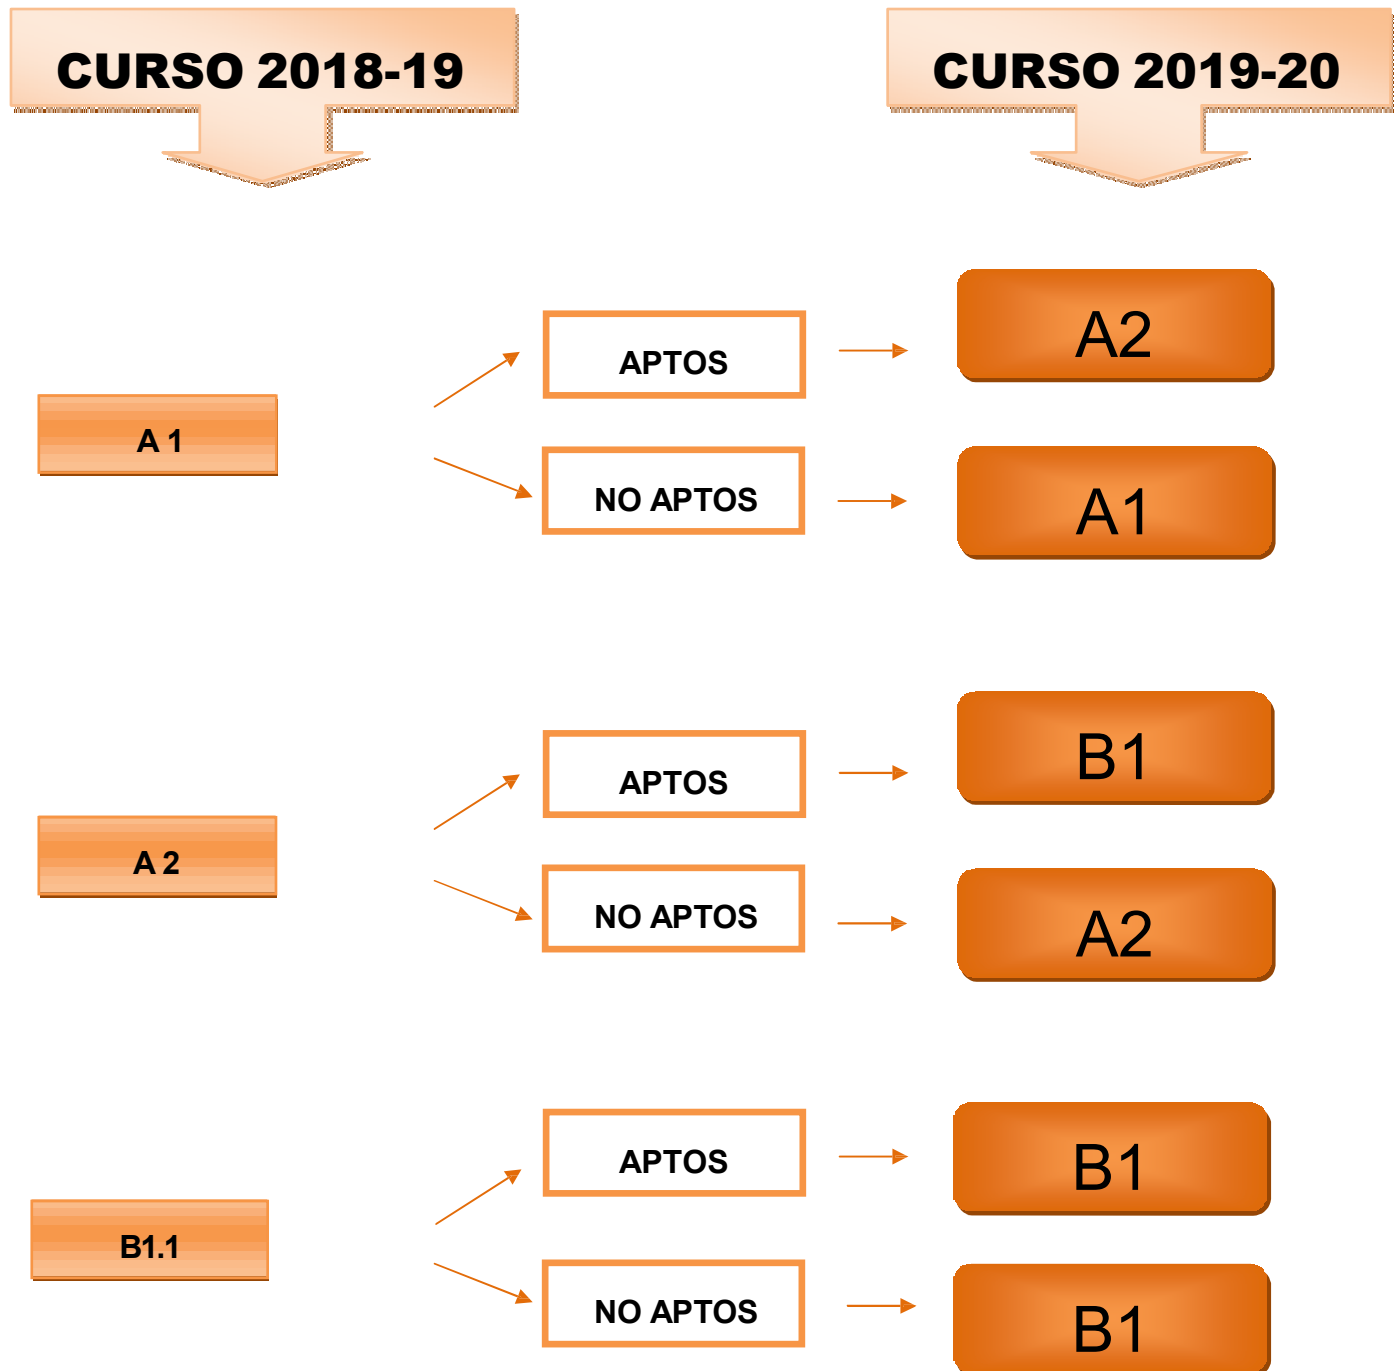 CURSO 2018-19
CURSO 2019-20
A 1
APTOS
A2
NO APTOS
A1
A 2
APTOS
B1
NO APTOS
A2
B1.1
APTOS
B1
NO APTOS
B1